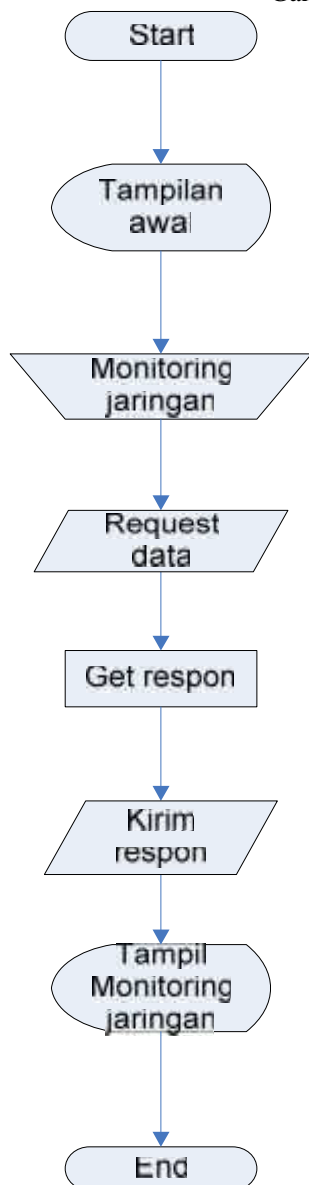 Start
Tampilan
awal
Monitoring
jaringan
Request
data
Get respon
Kirim
respon
Tampil
Monitoring
jaringan
End